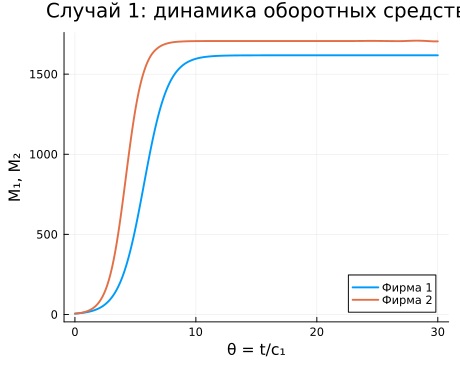 Случай 1: динамика оборотных средств
M₁, M₂
1500
1000
500
0
0 10 20 30
θ = t/c₁
Фирма 1
Фирма 2